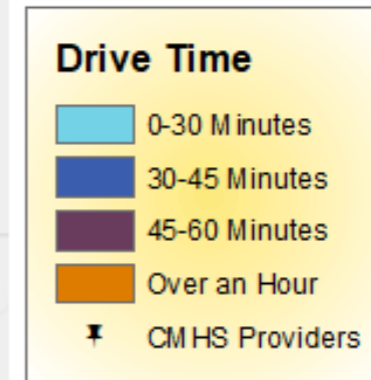 Drive Time
0-30 Minutes
30-45 Minutes
45-60 Minutes
Over an Hour
CMHS Providers